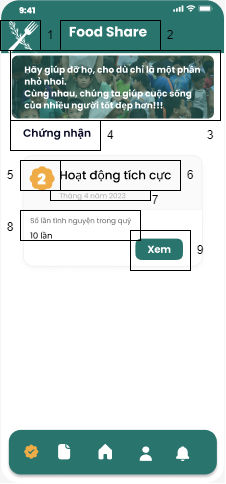 9:41
1
Food Share
2
Hãy giúp đỡ họ, cho dù chỉ là một phần
nhỏ nhoi.
Cùng nhau, chúng ta giúp cuộc sống
của nhiều người tốt đẹp hơn!!!
3
Chứng nhận
4
5
2
Hoạt động tích cực
6
Tháng 4 năm 2023
7
8
Số lần tình nguyện trong quý
10 lần
Xem
9